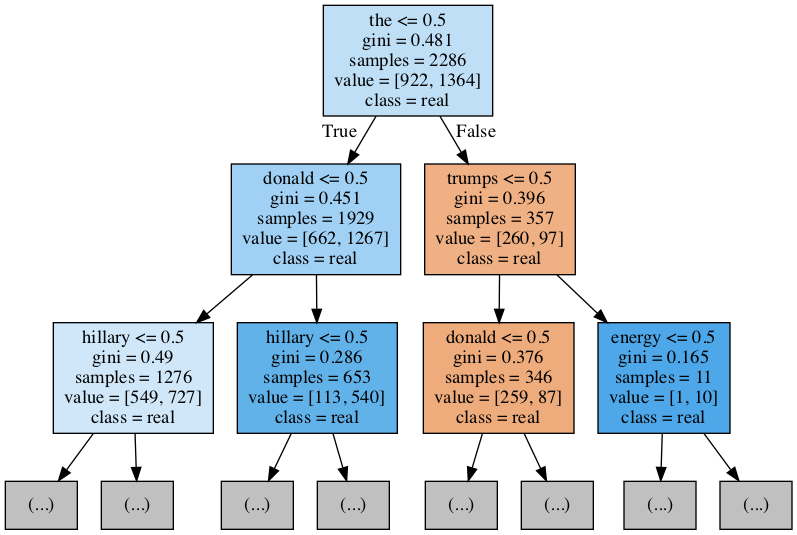 the <= 0.5
gini = 0.481
samples = 2286
value = [922, 1364]
class = real
True
False
donald <= 0.5
gini = 0.451
samples = 1929
value = [662, 1267]
class = real
trumps <= 0.5
gini = 0.396
samples = 357
value = [260, 97]
class = real
hillary <= 0.5
gini = 0.49
samples = 1276
value = [549, 727]
class = real
hillary <= 0.5
gini = 0.286
samples = 653
value = [113, 540]
class = real
donald <= 0.5
gini = 0.376
samples = 346
value = [259, 87]
class = real
energy <= 0.5
gini = 0.165
samples = 11
value = [1, 10]
class = real
(...)
(...)
(...)
(...)
(...)
(...)
(...)
(...)